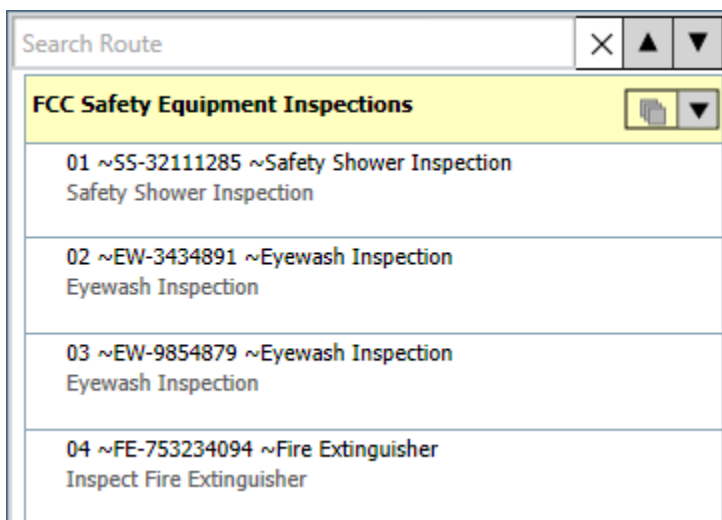 Search Route
FCC Safety Equipment Inspections
01 ~SS-32111285 ~Safety Shower Inspection
Safety Shower Inspection
02 ~EW-3434891 ~Eyewash Inspection
Eyewash Inspection
03 ~EW-9854879 ~Eyewash Inspection
Eyewash Inspection
04 ~FE-753234094 ~Fire Extinguisher
Inspect Fire Extinguisher